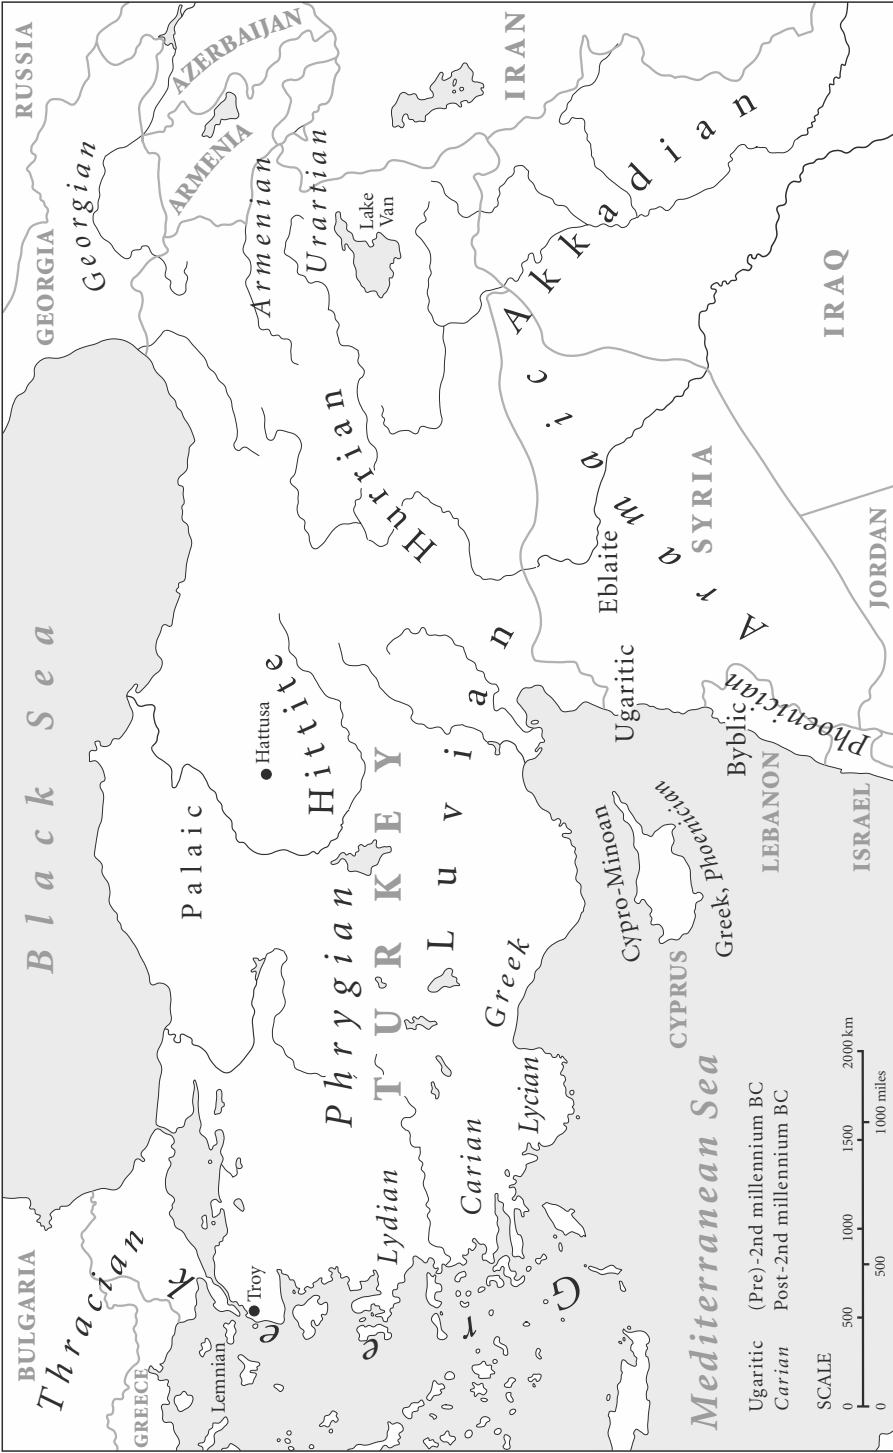 RUSSIA
AZERBAIJAN
IRAN
GEORGIA
Georgian
ARMENIA
Armenian
Urartian
Lake
Van
Akkadian
IRAQ
Black Sea
Hurrian
Aramaic
SYRIA
Eblaite
JORDAN
Palaic
Hattusa
Hittite
TURKEY
Luvian
Ugaritic
Byblic
Phoenician
LEBANON
ISRAEL
Phrygian
Greek
Cypro-Minoan
Greek, Phoenician
CYPRUS
BULGARIA
Thracian
GREECE
Lemnian
Troy
Lydian
Carian
Lycian
Greek
Mediterranean Sea
Ugaritic (Pre)-2nd millennium BC
Carian Post-2nd millennium BC
SCALE
0 500 1000 1500 2000 km
0 500 1000 miles